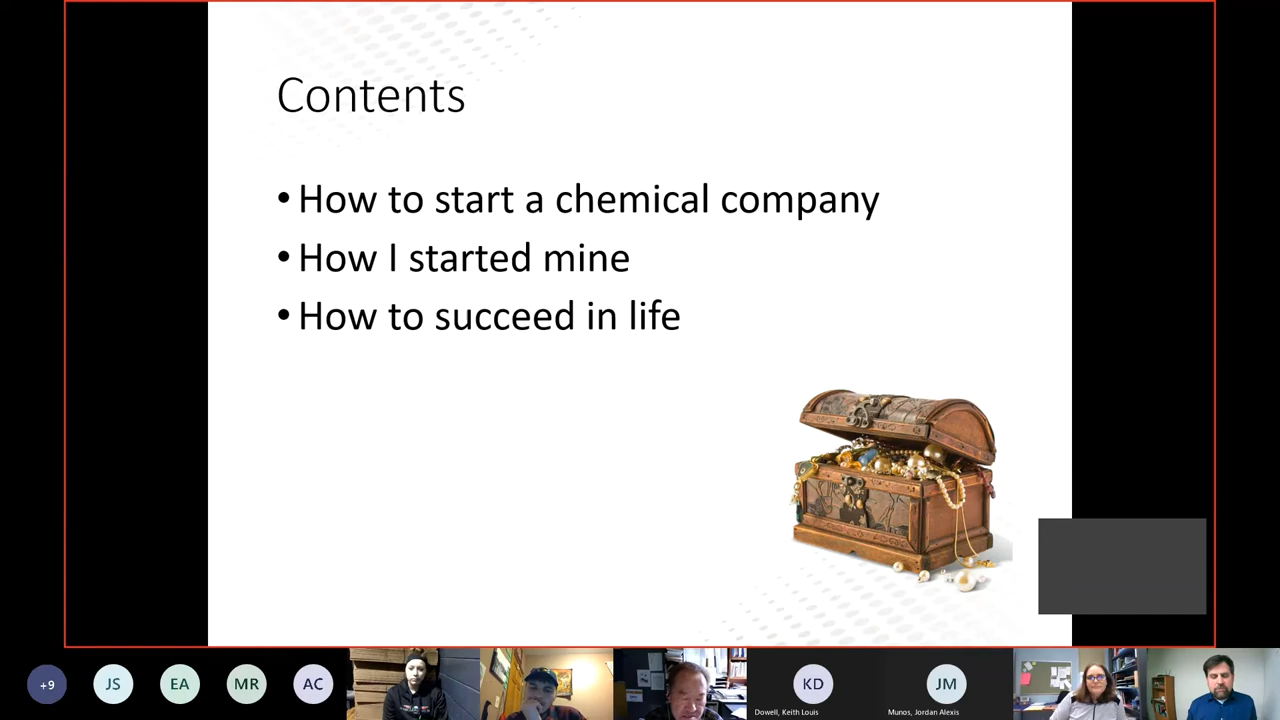 Contents
• How to start a chemical company
• How I started mine
• How to succeed in life
+9
JS
EA
MR
AC
KD
Dowell, Keith Louis
JM
Munos, Jordan Alexis